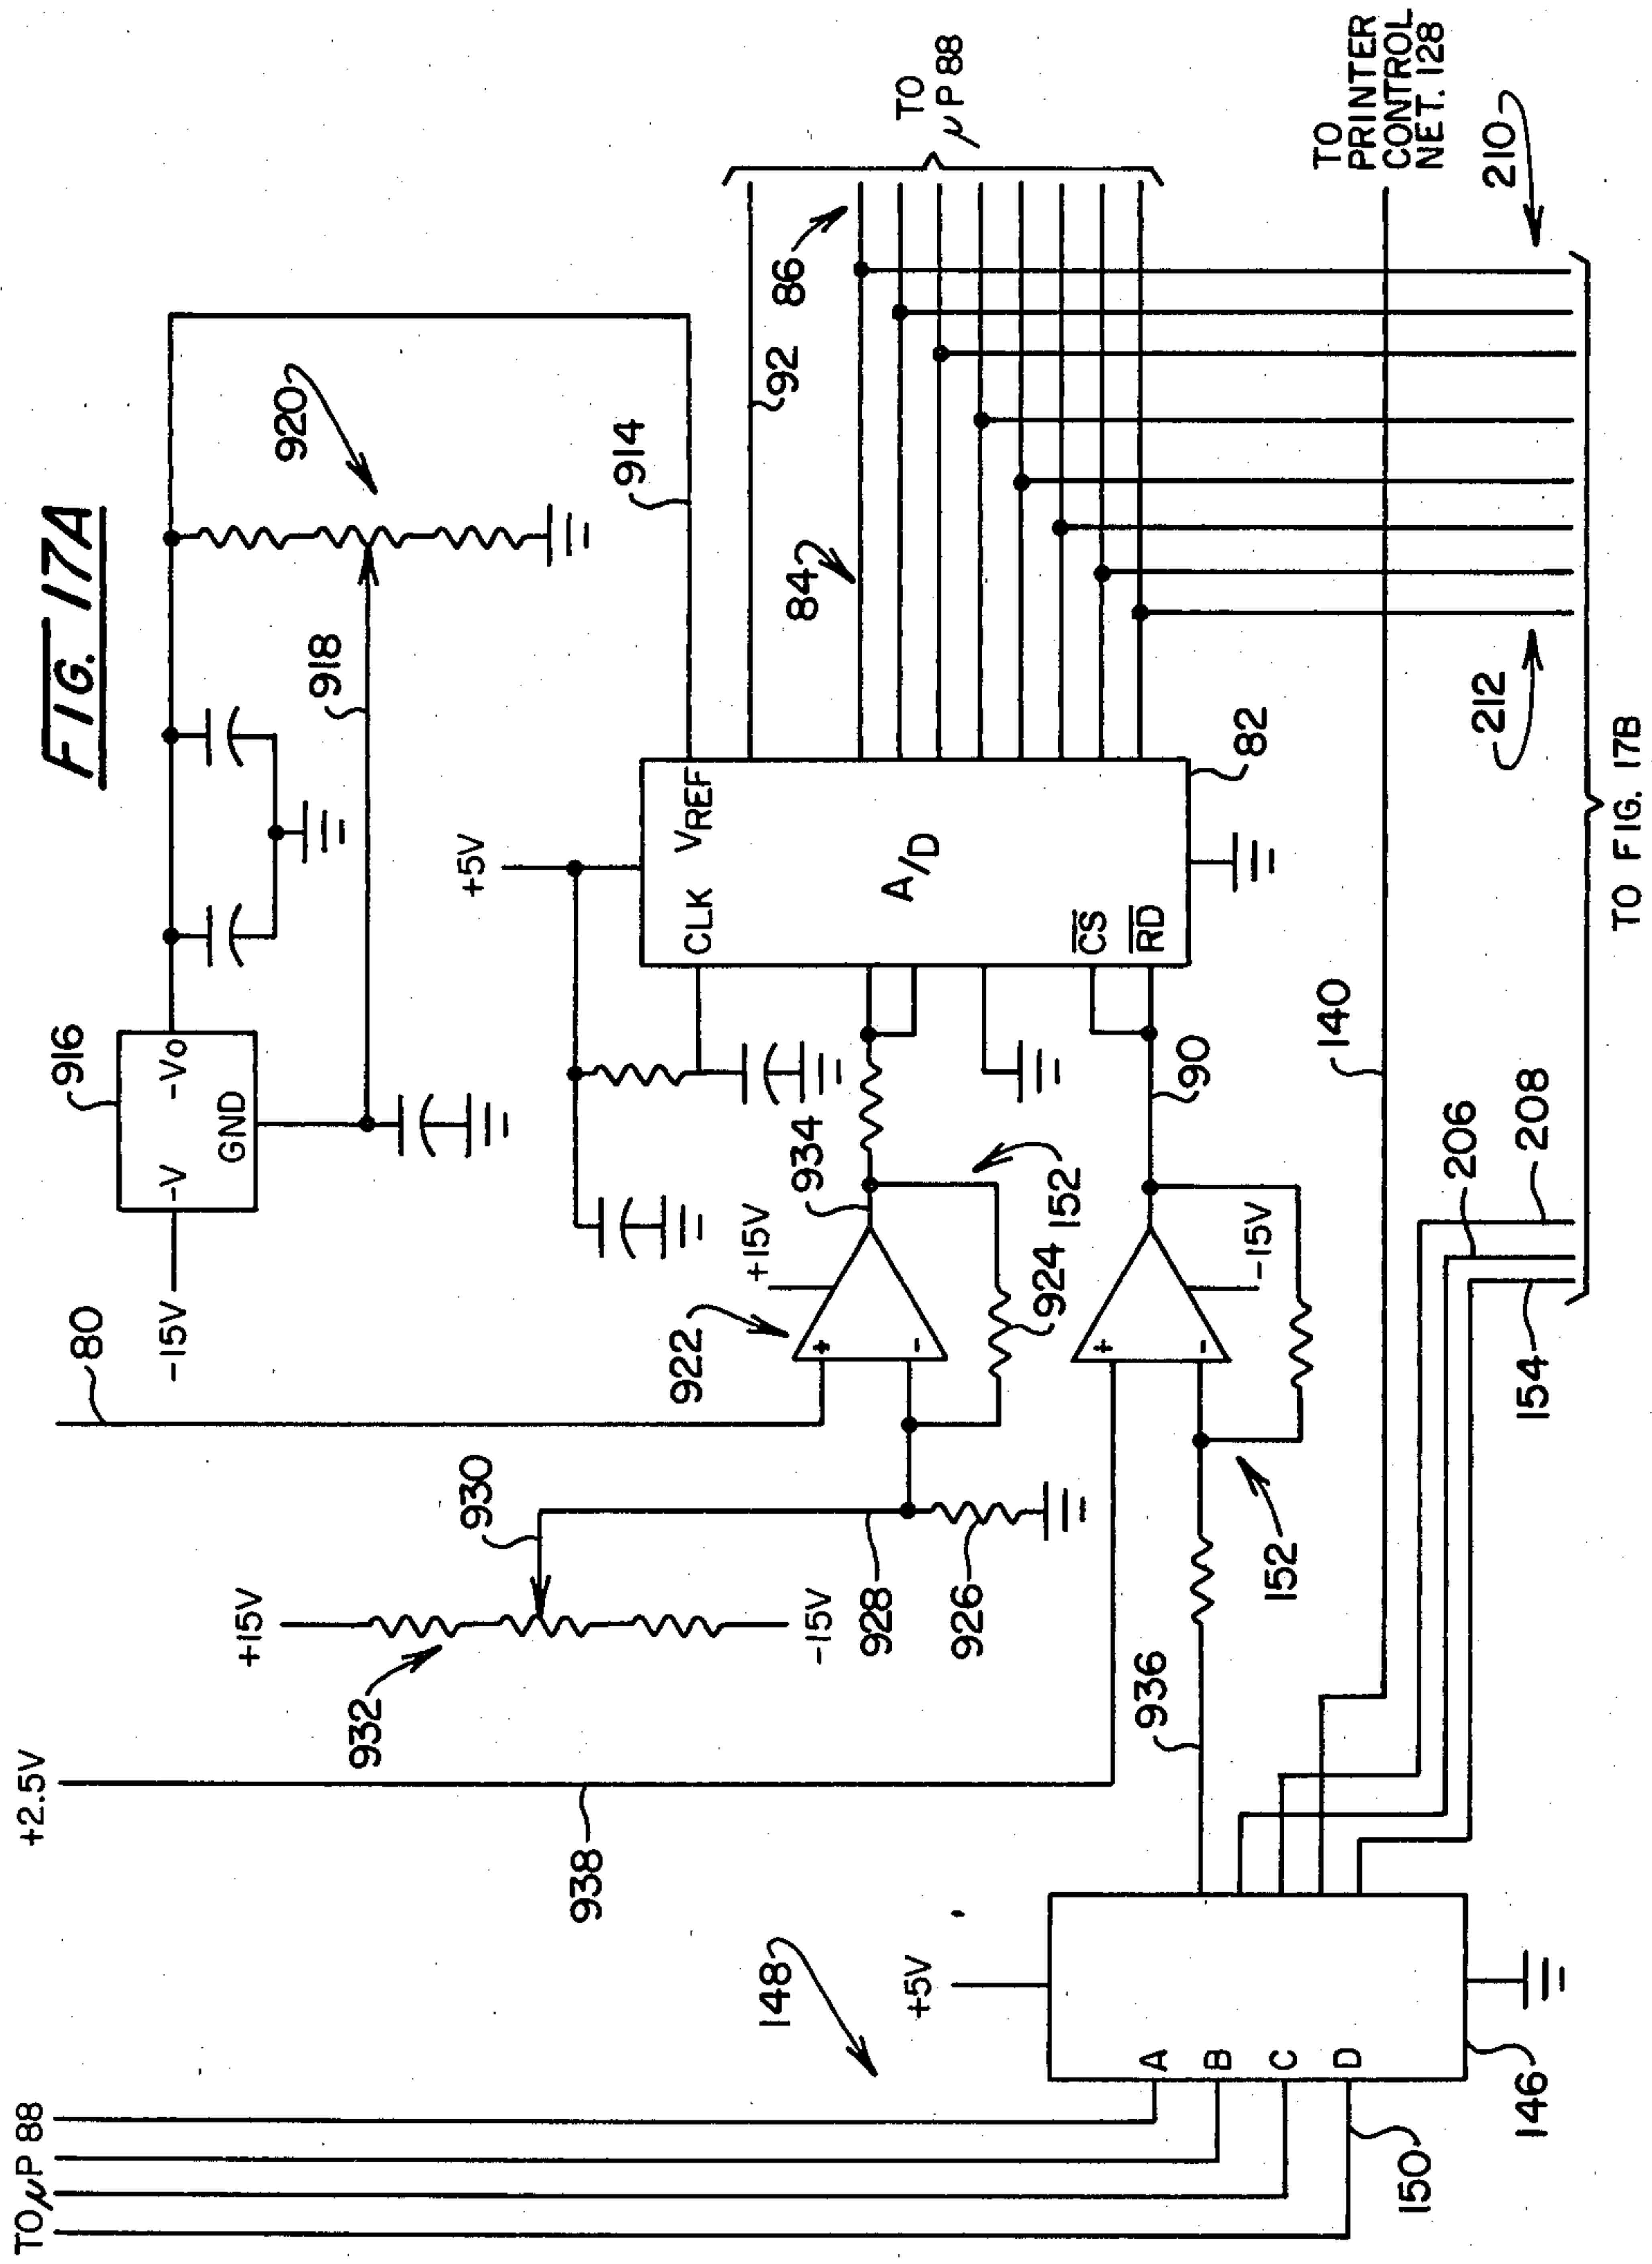 FIG. 17A
916
-15V
-V
-Vo
GND
918
920
914
80
+5V
CLK
VREF
A/D
CS
RD
82
92
84
86
TO
μP 88
+15V
934
922
924
152
930
+15V
932
-15V
928
926
+2.5V
938
-15V
90
936
152
140
TO
PRINTER
CONTROL
NET. 128
148
TO μP 88
+5V
A
B
C
D
146
150
206
208
154
212
210
TO FIG. 17B